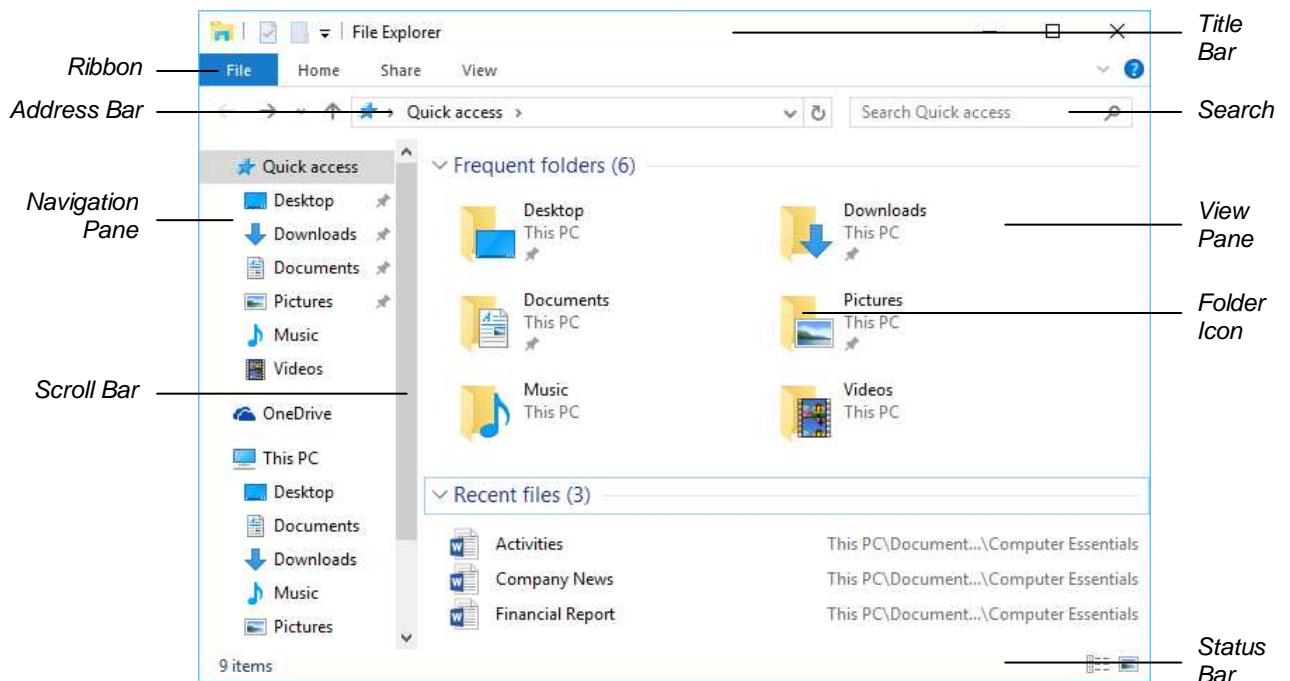 File Explorer
Title
Bar
Ribbon
File Home Share View
Address Bar
Quick access
Search Quick access
Search
Navigation
Pane
Quick access
Desktop
Downloads
Documents
Pictures
Music
Videos
OneDrive
This PC
Desktop
Documents
Downloads
Music
Pictures
Scroll Bar
Frequent folders (6)
Desktop
This PC
Downloads
This PC
Documents
This PC
Pictures
This PC
Music
This PC
Videos
This PC
View
Pane
Folder
Icon
Recent files (3)
Activities This PC\Document...\Computer Essentials
Company News This PC\Document...\Computer Essentials
Financial Report This PC\Document...\Computer Essentials
9 items
Status
Bar